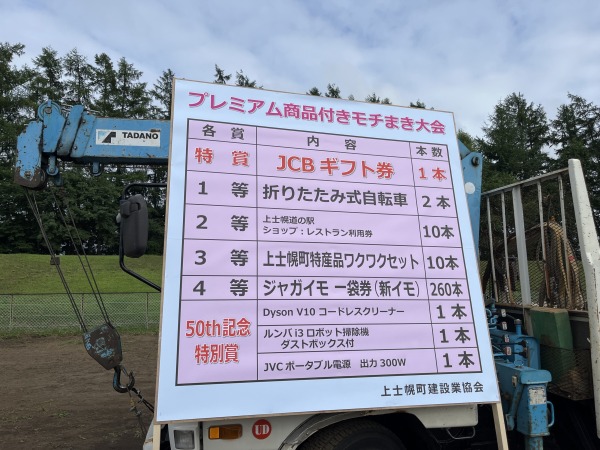 TADANO
プレミアム商品付きモチまき大会
各賞 内容 本数
特賞 JCBギフト券 1本
1等 折りたたみ式自転車 2本
2等 上士幌道の駅
ショップ:レストラン利用券 10本
3等 上士幌町特産品ワクワクセット 10本
4等 ジャガイモ 一袋券(新イモ) 260本
50th記念
特別賞
Dyson V10 コードレスクリーナー 1本
ルンバ i3 ロボット掃除機
ダストボックス付 1本
JVC ポータブル電源 出力300W 1本
上士幌町建設業協会
UD